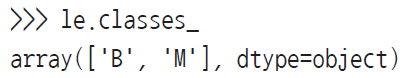 >>> le.classes_
array(['B', 'M'], dtype=object)